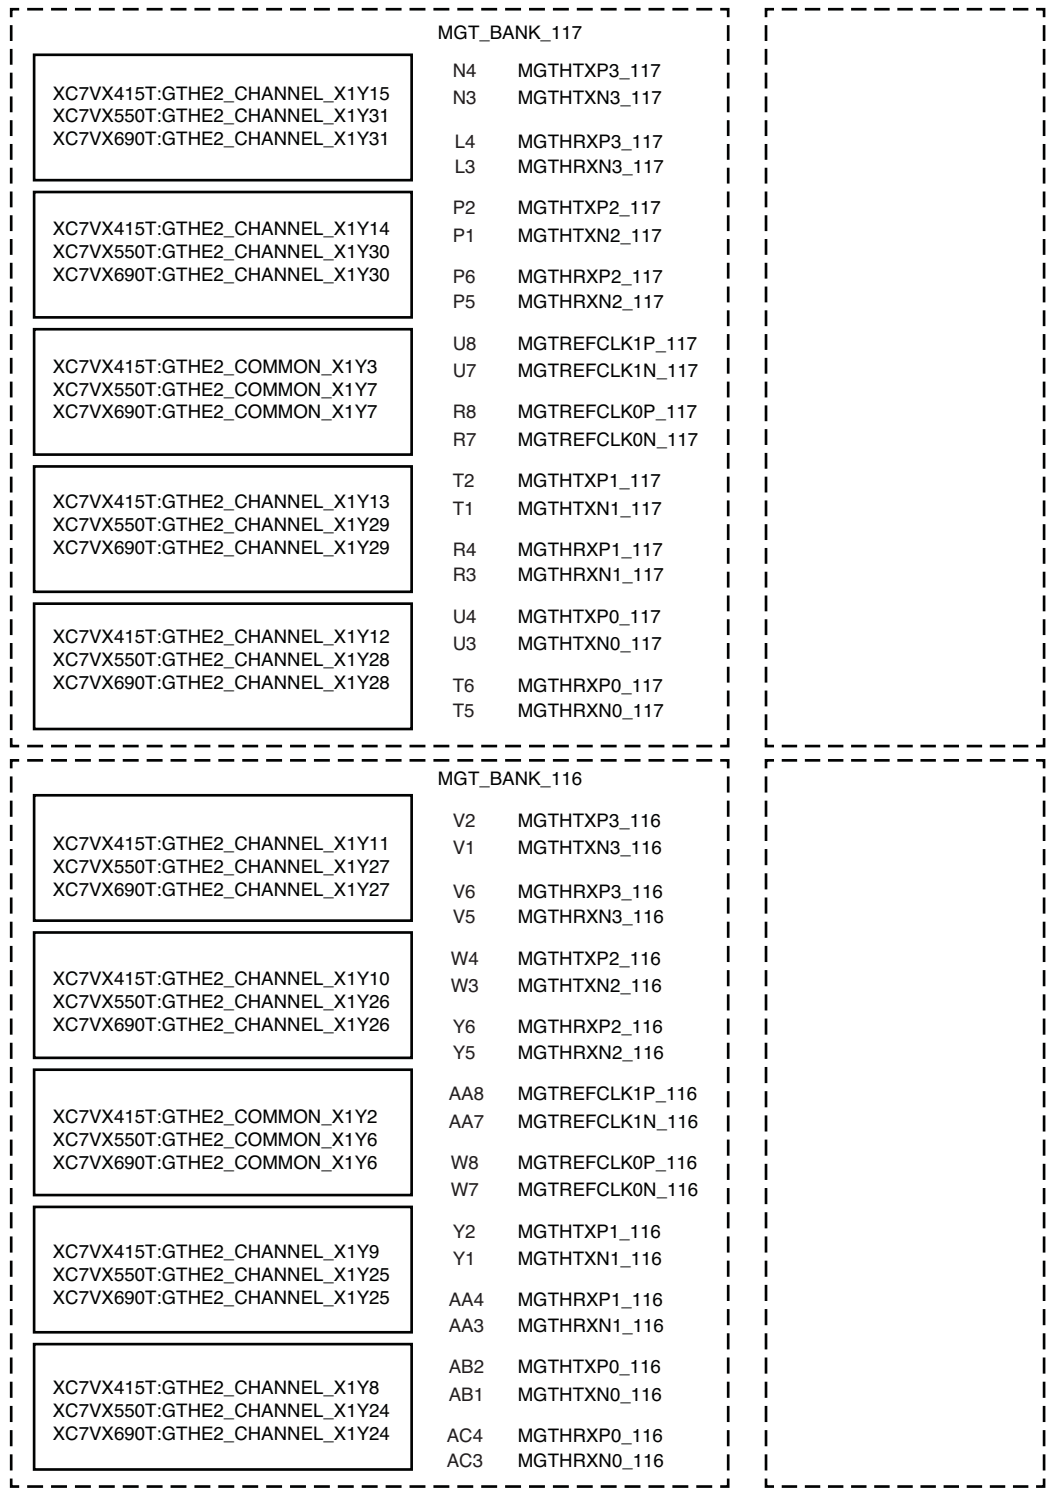 MGT_BANK_117
XC7VX415T:GTHE2_CHANNEL_X1Y15
XC7VX550T:GTHE2_CHANNEL_X1Y31
XC7VX690T:GTHE2_CHANNEL_X1Y31
N4 MGTHTXP3_117
N3 MGTHTXN3_117
L4 MGTHRXP3_117
L3 MGTHRXN3_117
XC7VX415T:GTHE2_CHANNEL_X1Y14
XC7VX550T:GTHE2_CHANNEL_X1Y30
XC7VX690T:GTHE2_CHANNEL_X1Y30
P2 MGTHTXP2_117
P1 MGTHTXN2_117
P6 MGTHRXP2_117
P5 MGTHRXN2_117
XC7VX415T:GTHE2_COMMON_X1Y3
XC7VX550T:GTHE2_COMMON_X1Y7
XC7VX690T:GTHE2_COMMON_X1Y7
U8 MGTREFCLK1P_117
U7 MGTREFCLK1N_117
R8 MGTREFCLK0P_117
R7 MGTREFCLK0N_117
XC7VX415T:GTHE2_CHANNEL_X1Y13
XC7VX550T:GTHE2_CHANNEL_X1Y29
XC7VX690T:GTHE2_CHANNEL_X1Y29
T2 MGTHTXP1_117
T1 MGTHTXN1_117
R4 MGTHRXP1_117
R3 MGTHRXN1_117
XC7VX415T:GTHE2_CHANNEL_X1Y12
XC7VX550T:GTHE2_CHANNEL_X1Y28
XC7VX690T:GTHE2_CHANNEL_X1Y28
U4 MGTHTXP0_117
U3 MGTHTXN0_117
T6 MGTHRXP0_117
T5 MGTHRXN0_117
MGT_BANK_116
XC7VX415T:GTHE2_CHANNEL_X1Y11
XC7VX550T:GTHE2_CHANNEL_X1Y27
XC7VX690T:GTHE2_CHANNEL_X1Y27
V2 MGTHTXP3_116
V1 MGTHTXN3_116
V6 MGTHRXP3_116
V5 MGTHRXN3_116
XC7VX415T:GTHE2_CHANNEL_X1Y10
XC7VX550T:GTHE2_CHANNEL_X1Y26
XC7VX690T:GTHE2_CHANNEL_X1Y26
W4 MGTHTXP2_116
W3 MGTHTXN2_116
Y6 MGTHRXP2_116
Y5 MGTHRXN2_116
XC7VX415T:GTHE2_COMMON_X1Y2
XC7VX550T:GTHE2_COMMON_X1Y6
XC7VX690T:GTHE2_COMMON_X1Y6
AA8 MGTREFCLK1P_116
AA7 MGTREFCLK1N_116
W8 MGTREFCLK0P_116
W7 MGTREFCLK0N_116
XC7VX415T:GTHE2_CHANNEL_X1Y9
XC7VX550T:GTHE2_CHANNEL_X1Y25
XC7VX690T:GTHE2_CHANNEL_X1Y25
Y2 MGTHTXP1_116
Y1 MGTHTXN1_116
AA4 MGTHRXP1_116
AA3 MGTHRXN1_116
XC7VX415T:GTHE2_CHANNEL_X1Y8
XC7VX550T:GTHE2_CHANNEL_X1Y24
XC7VX690T:GTHE2_CHANNEL_X1Y24
AB2 MGTHTXP0_116
AB1 MGTHTXN0_116
AC4 MGTHRXP0_116
AC3 MGTHRXN0_116